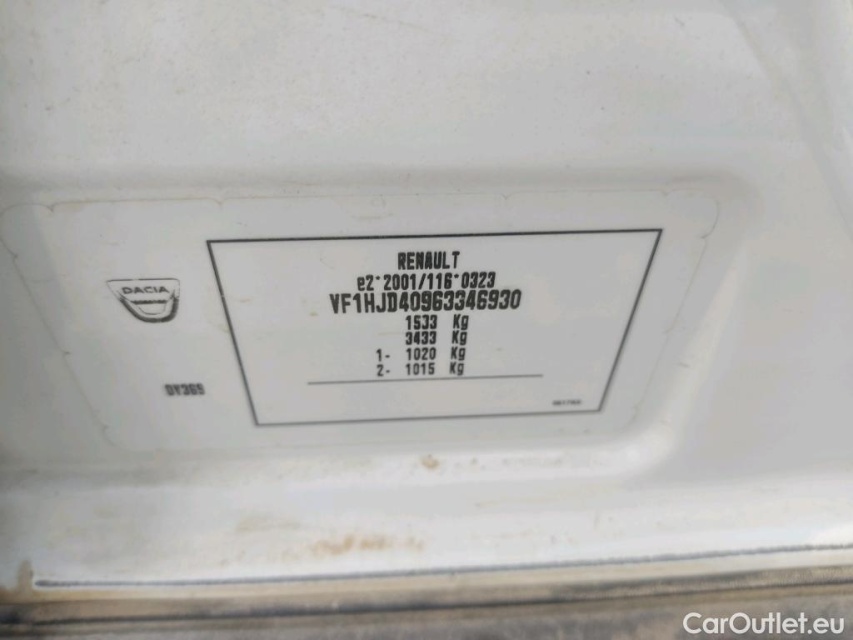 RENAULT
e2*2001/116*0323
VF1HJD40963346930
1533 Kg
3433 Kg
1- 1020 Kg
2- 1015 Kg
DACIA
0V369
CarOutlet.eu